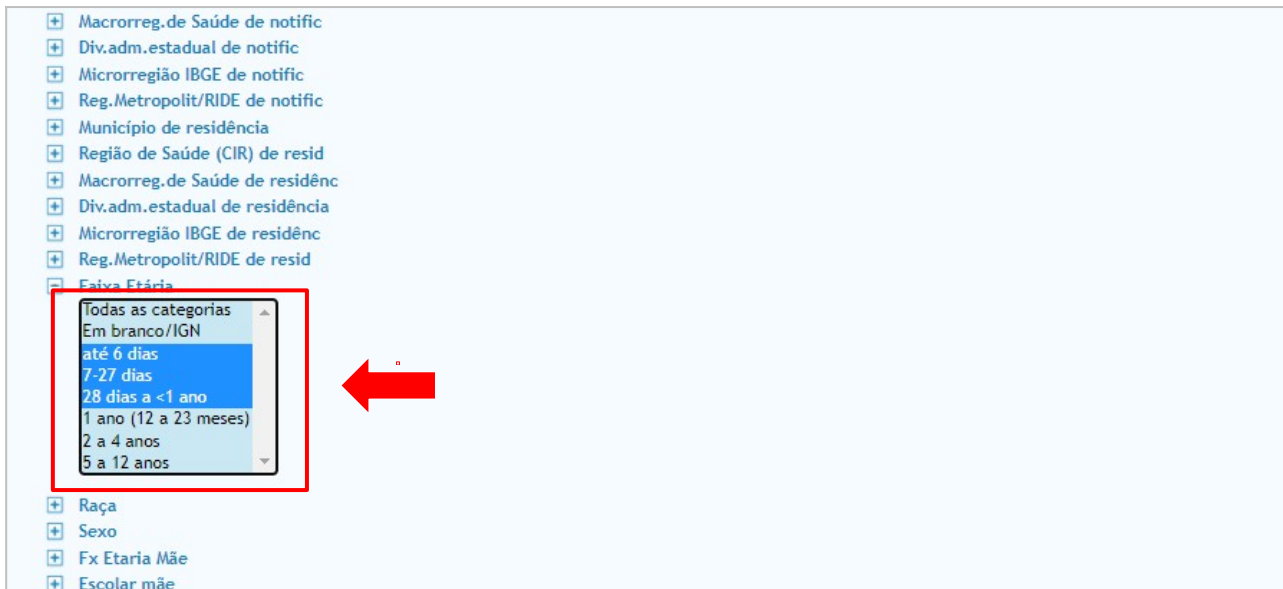 Macrorreg.de Saúde de notific
Div.adm.estadual de notific
Microrregião IBGE de notific
Reg.Metropolit/RIDE de notific
Município de residência
Região de Saúde (CIR) de resid
Macrorreg.de Saúde de residênc
Div.adm.estadual de residência
Microrregião IBGE de residênc
Reg.Metropolit/RIDE de resid
Faixa Etária
Todas as categorias
Em branco/IGN
até 6 dias
7-27 dias
28 dias a <1 ano
1 ano (12 a 23 meses)
2 a 4 anos
5 a 12 anos
Raça
Sexo
Fx Etaria Mãe
Escolar mãe